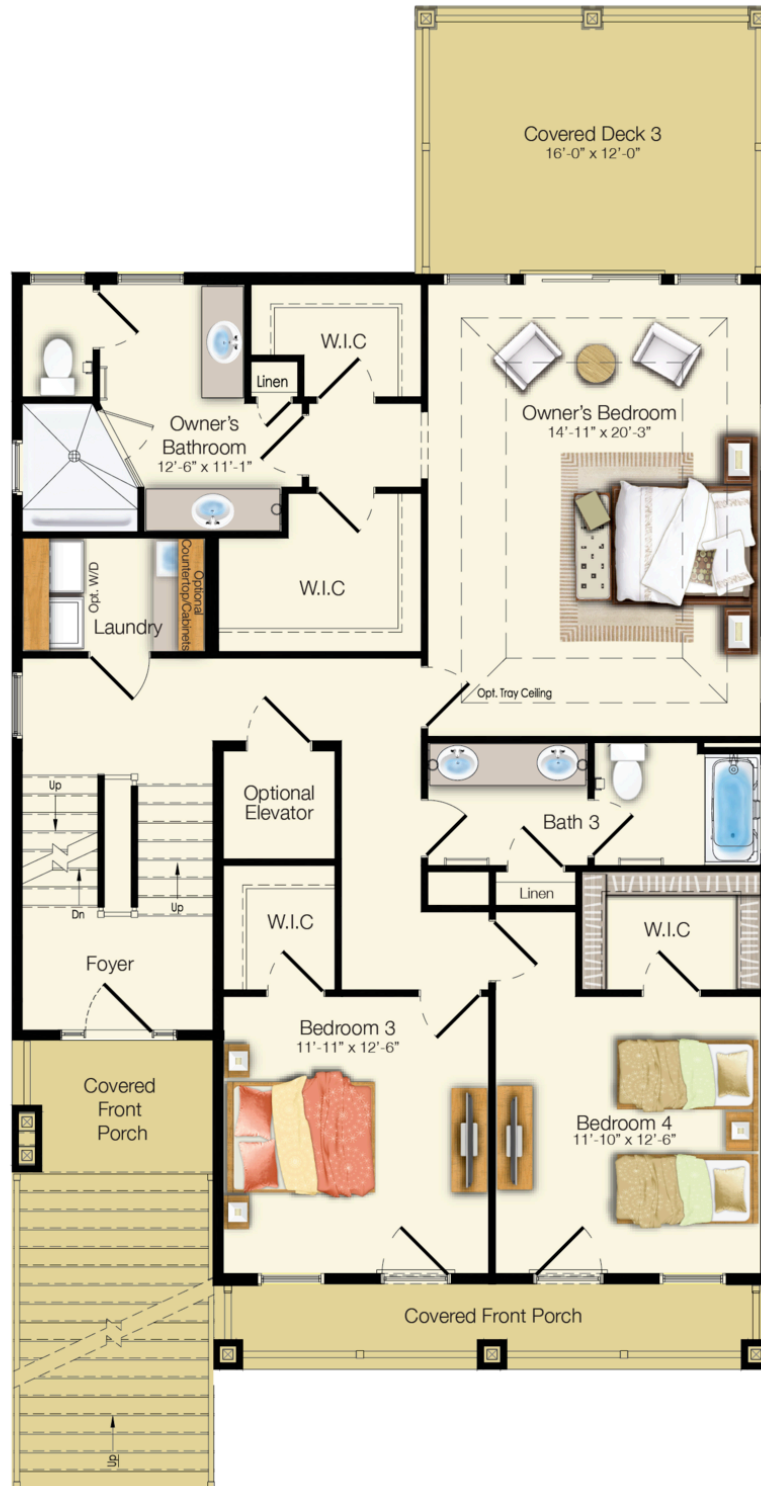 Covered Deck 3
16’-0” x 12’-0”
W.I.C
Linen
Owner’s
Bathroom
12’-6” x 11’-1”
Owner’s Bedroom
14’-11” x 20’-3”
Opt. W/D
Laundry
Optional
Countertop/Cabinets
W.I.C
Opt. Tray Ceiling
Up
Dn
Up
Optional
Elevator
Bath 3
Linen
W.I.C
W.I.C
Foyer
Bedroom 3
11’-11” x 12’-6”
Bedroom 4
11’-10” x 12’-6”
Covered
Front
Porch
Covered Front Porch
Up